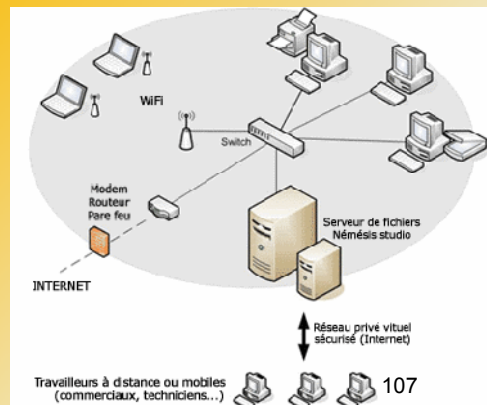 WiFi
Switch
Modem
Routeur
Pare feu
INTERNET
Serveur de fichiers
Némésis studio
Réseau privé vituel
sécurisé (Internet)
Travailleurs à distance ou mobiles
(commerciaux, techniciens...)
107